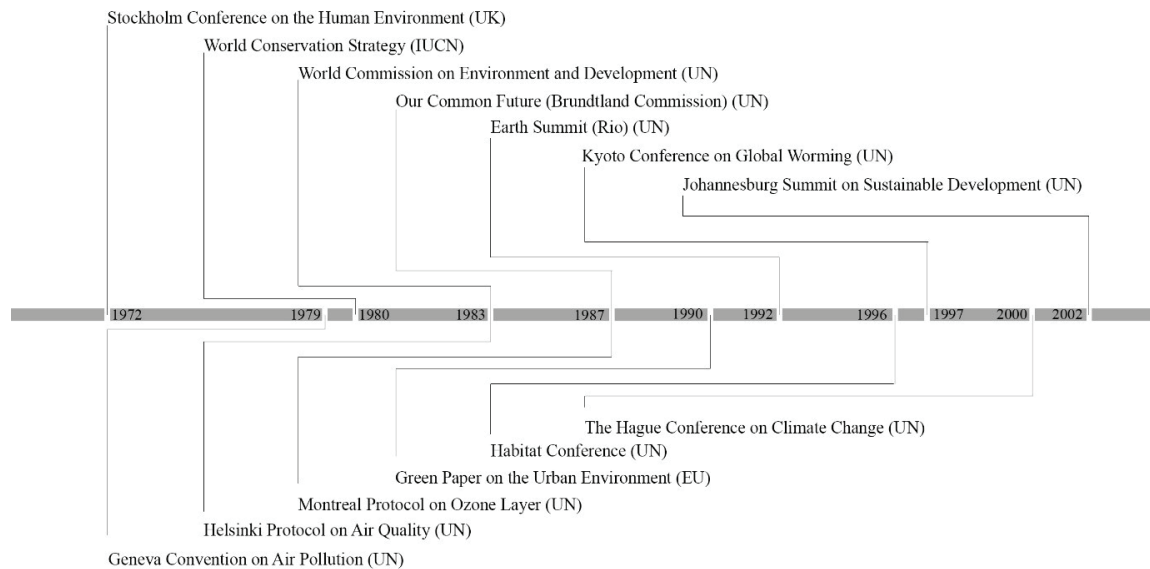 Stockholm Conference on the Human Environment (UK)
World Conservation Strategy (IUCN)
World Commission on Environment and Development (UN)
Our Common Future (Brundtland Commission) (UN)
Earth Summit (Rio) (UN)
Kyoto Conference on Global Worming (UN)
Johannesburg Summit on Sustainable Development (UN)
1972 1979 1980 1983 1987 1990 1992 1996 1997 2000 2002
The Hague Conference on Climate Change (UN)
Habitat Conference (UN)
Green Paper on the Urban Environment (EU)
Montreal Protocol on Ozone Layer (UN)
Helsinki Protocol on Air Quality (UN)
Geneva Convention on Air Pollution (UN)